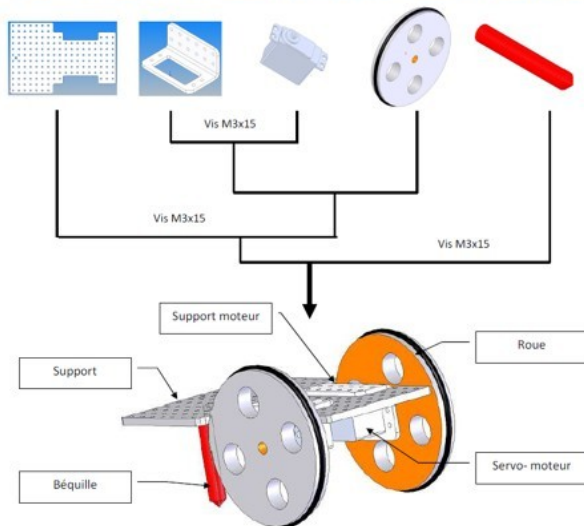 Vis M3x15
Vis M3x15
Vis M3x15
Support moteur
Roue
Support
Béquille
Servo- moteur